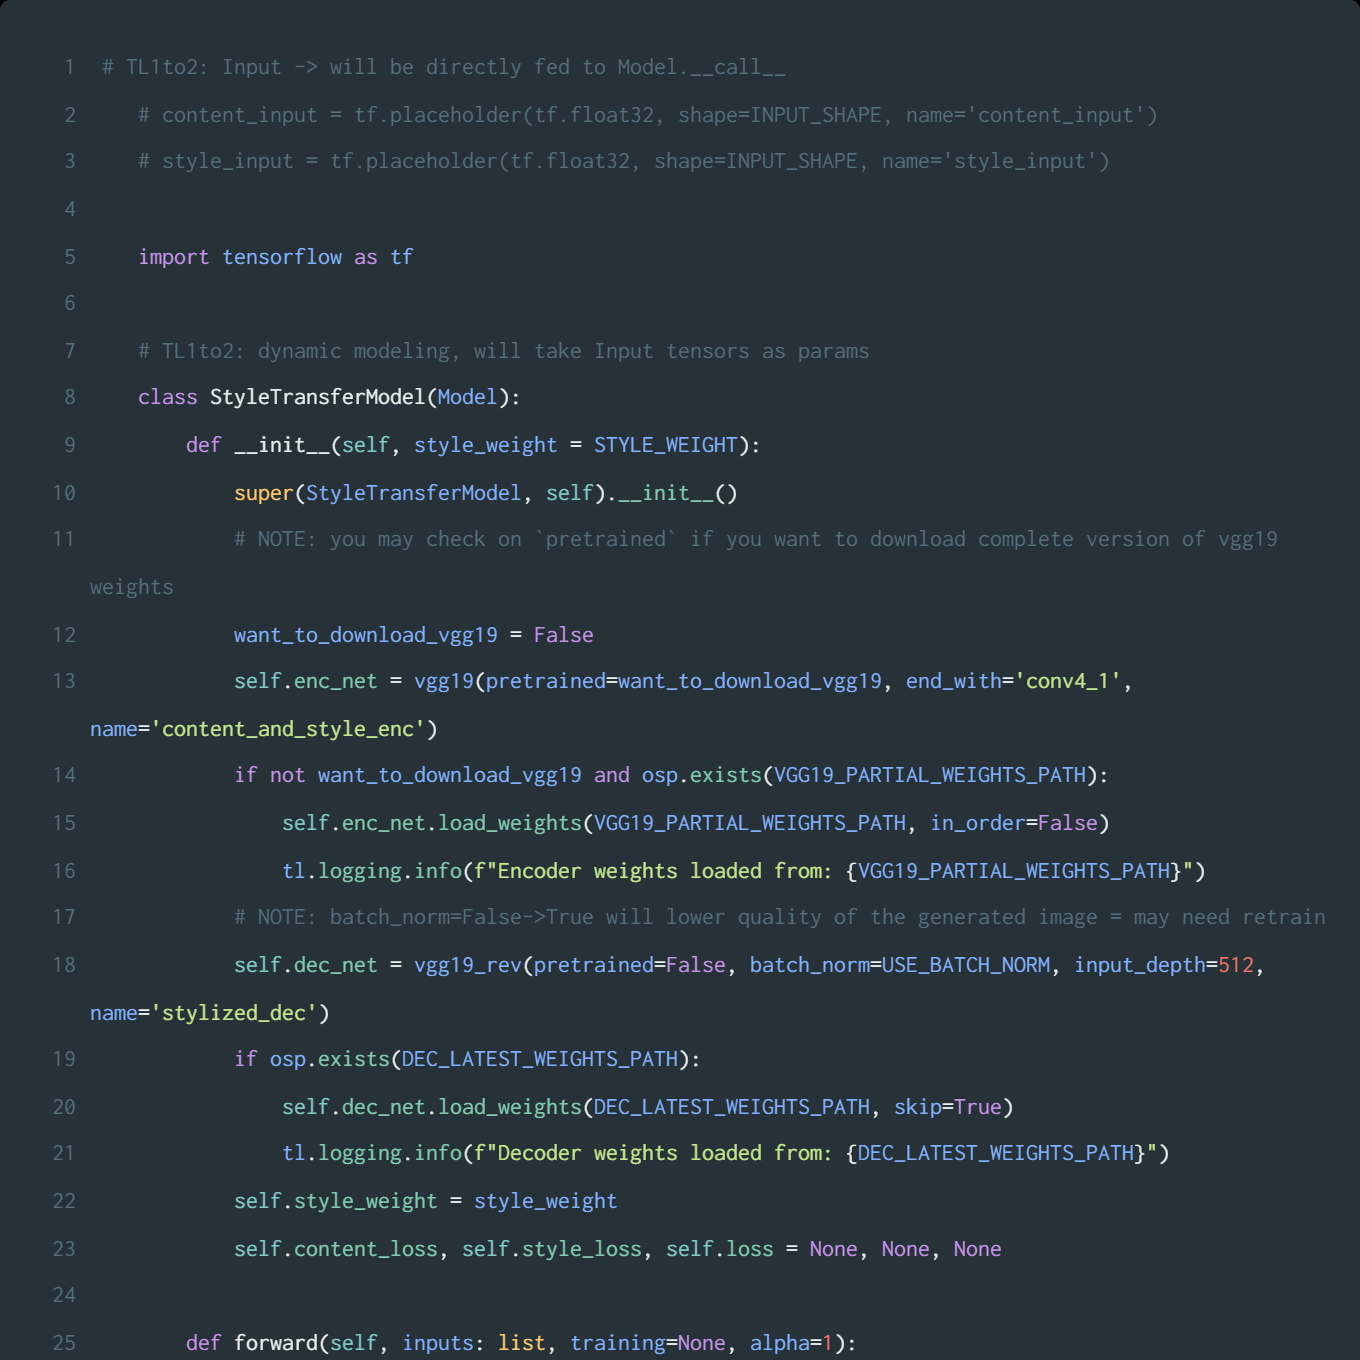 1 # TL1to2: Input -> will be directly fed to Model.__call__
2 # content_input = tf.placeholder(tf.float32, shape=INPUT_SHAPE, name='content_input')
3 # style_input = tf.placeholder(tf.float32, shape=INPUT_SHAPE, name='style_input')
4
5 import tensorflow as tf
6
7 # TL1to2: dynamic modeling, will take Input tensors as params
8 class StyleTransferModel(Model):
9 def __init__(self, style_weight = STYLE_WEIGHT):
10 super(StyleTransferModel, self).__init__()
11 # NOTE: you may check on `pretrained` if you want to download complete version of vgg19
weights
12 want_to_download_vgg19 = False
13 self.enc_net = vgg19(pretrained=want_to_download_vgg19, end_with='conv4_1',
name='content_and_style_enc')
14 if not want_to_download_vgg19 and osp.exists(VGG19_PARTIAL_WEIGHTS_PATH):
15 self.enc_net.load_weights(VGG19_PARTIAL_WEIGHTS_PATH, in_order=False)
16 tl.logging.info(f"Encoder weights loaded from: {VGG19_PARTIAL_WEIGHTS_PATH}")
17 # NOTE: batch_norm=False->True will lower quality of the generated image = may need retrain
18 self.dec_net = vgg19_rev(pretrained=False, batch_norm=USE_BATCH_NORM, input_depth=512,
name='stylized_dec')
19 if osp.exists(DEC_LATEST_WEIGHTS_PATH):
20 self.dec_net.load_weights(DEC_LATEST_WEIGHTS_PATH, skip=True)
21 tl.logging.info(f"Decoder weights loaded from: {DEC_LATEST_WEIGHTS_PATH}")
22 self.style_weight = style_weight
23 self.content_loss, self.style_loss, self.loss = None, None, None
24
25 def forward(self, inputs: list, training=None, alpha=1):